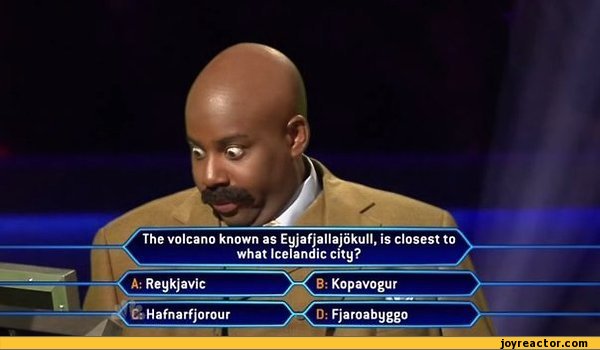 The volcano known as Eyjafjallajökull, is closest to
what Icelandic city?
A: Reykjavic
B: Kopavogur
C: Hafnarfjorour
D: Fjaroabyggo
joyreactor.com